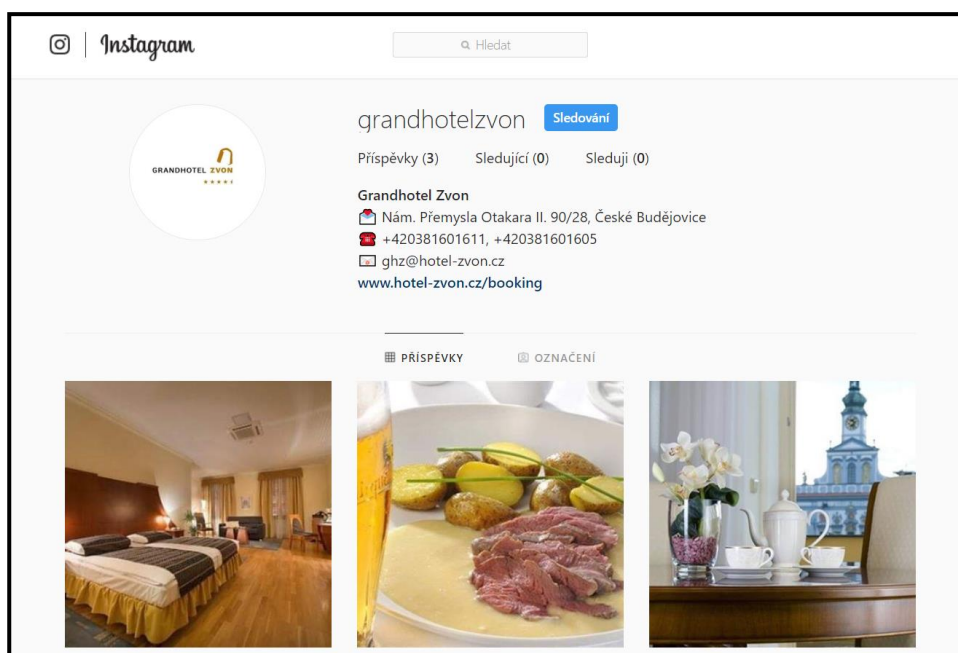 Instagram
Hledat
GRANDHOTEL ZVON
grandhotelzvon Sledování
Příspěvky (3) Sledující (0) Sleduji (0)
Grandhotel Zvon
Nám. Přemysla Otakara II. 90/28, České Budějovice
+420381601611, +420381601605
ghz@hotel-zvon.cz
www.hotel-zvon.cz/booking
PŘÍSPĚVKY OZNAČENÍ